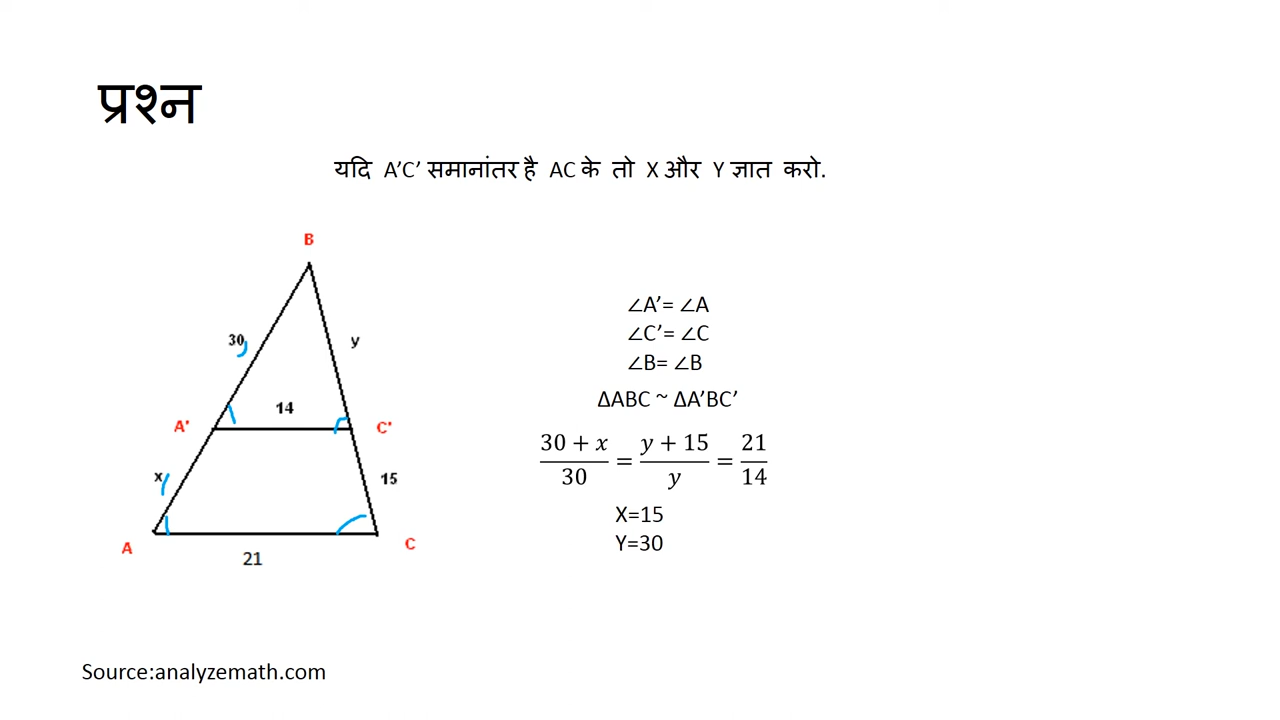 प्रश्न
यदि A’C’ समानांतर है AC के तो X और Y ज्ञात करो.
B
30
y
14
A'
C'
x
15
A
C
21
∠A’= ∠A
∠C’= ∠C
∠B= ∠B
ΔABC ~ ΔA’BC’
(30 + x)/30 = (y + 15)/y = 21/14
X=15
Y=30
Source:analyzemath.com